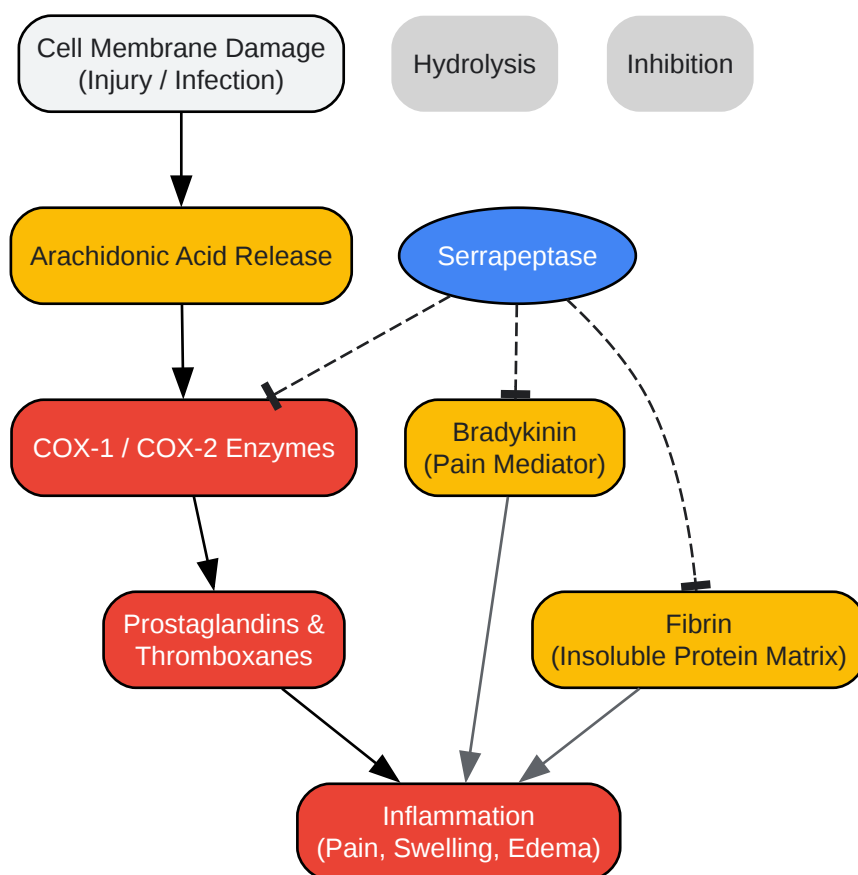 Cell Membrane Damage
(Injury / Infection)
Hydrolysis
Inhibition
Arachidonic Acid Release
Serrapeptase
COX-1 / COX-2 Enzymes
Bradykinin
(Pain Mediator)
Prostaglandins &
Thromboxanes
Fibrin
(Insoluble Protein Matrix)
Inflammation
(Pain, Swelling, Edema)